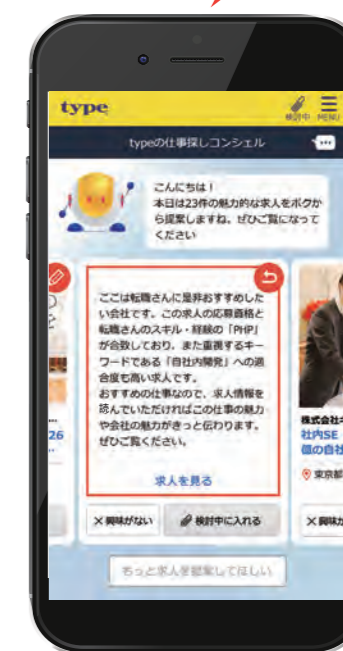 type
検討中 MENU
typeの仕事探しコンシェル
こんにちは！
本日は23件の魅力的な求人をボクか
ら提案しますね。ぜひご覧になって
ください
ここは転職さんに是非おすすめした
い会社です。この求人の応募資格と
転職さんのスキル・経験の「PHP」
が合致しており、また重視するキー
ワードである「自社内開発」への適
合度も高い求人です。
おすすめの仕事なので、求人情報を
読んでいただければこの仕事の魅力
や会社の魅力がきっと伝わります。
ぜひご覧ください。
求人を見る
×興味がない
検討中に入れる
26
株式会社
社内SE
値の自社
東京都
×興味が
もっと求人を提案してほしい